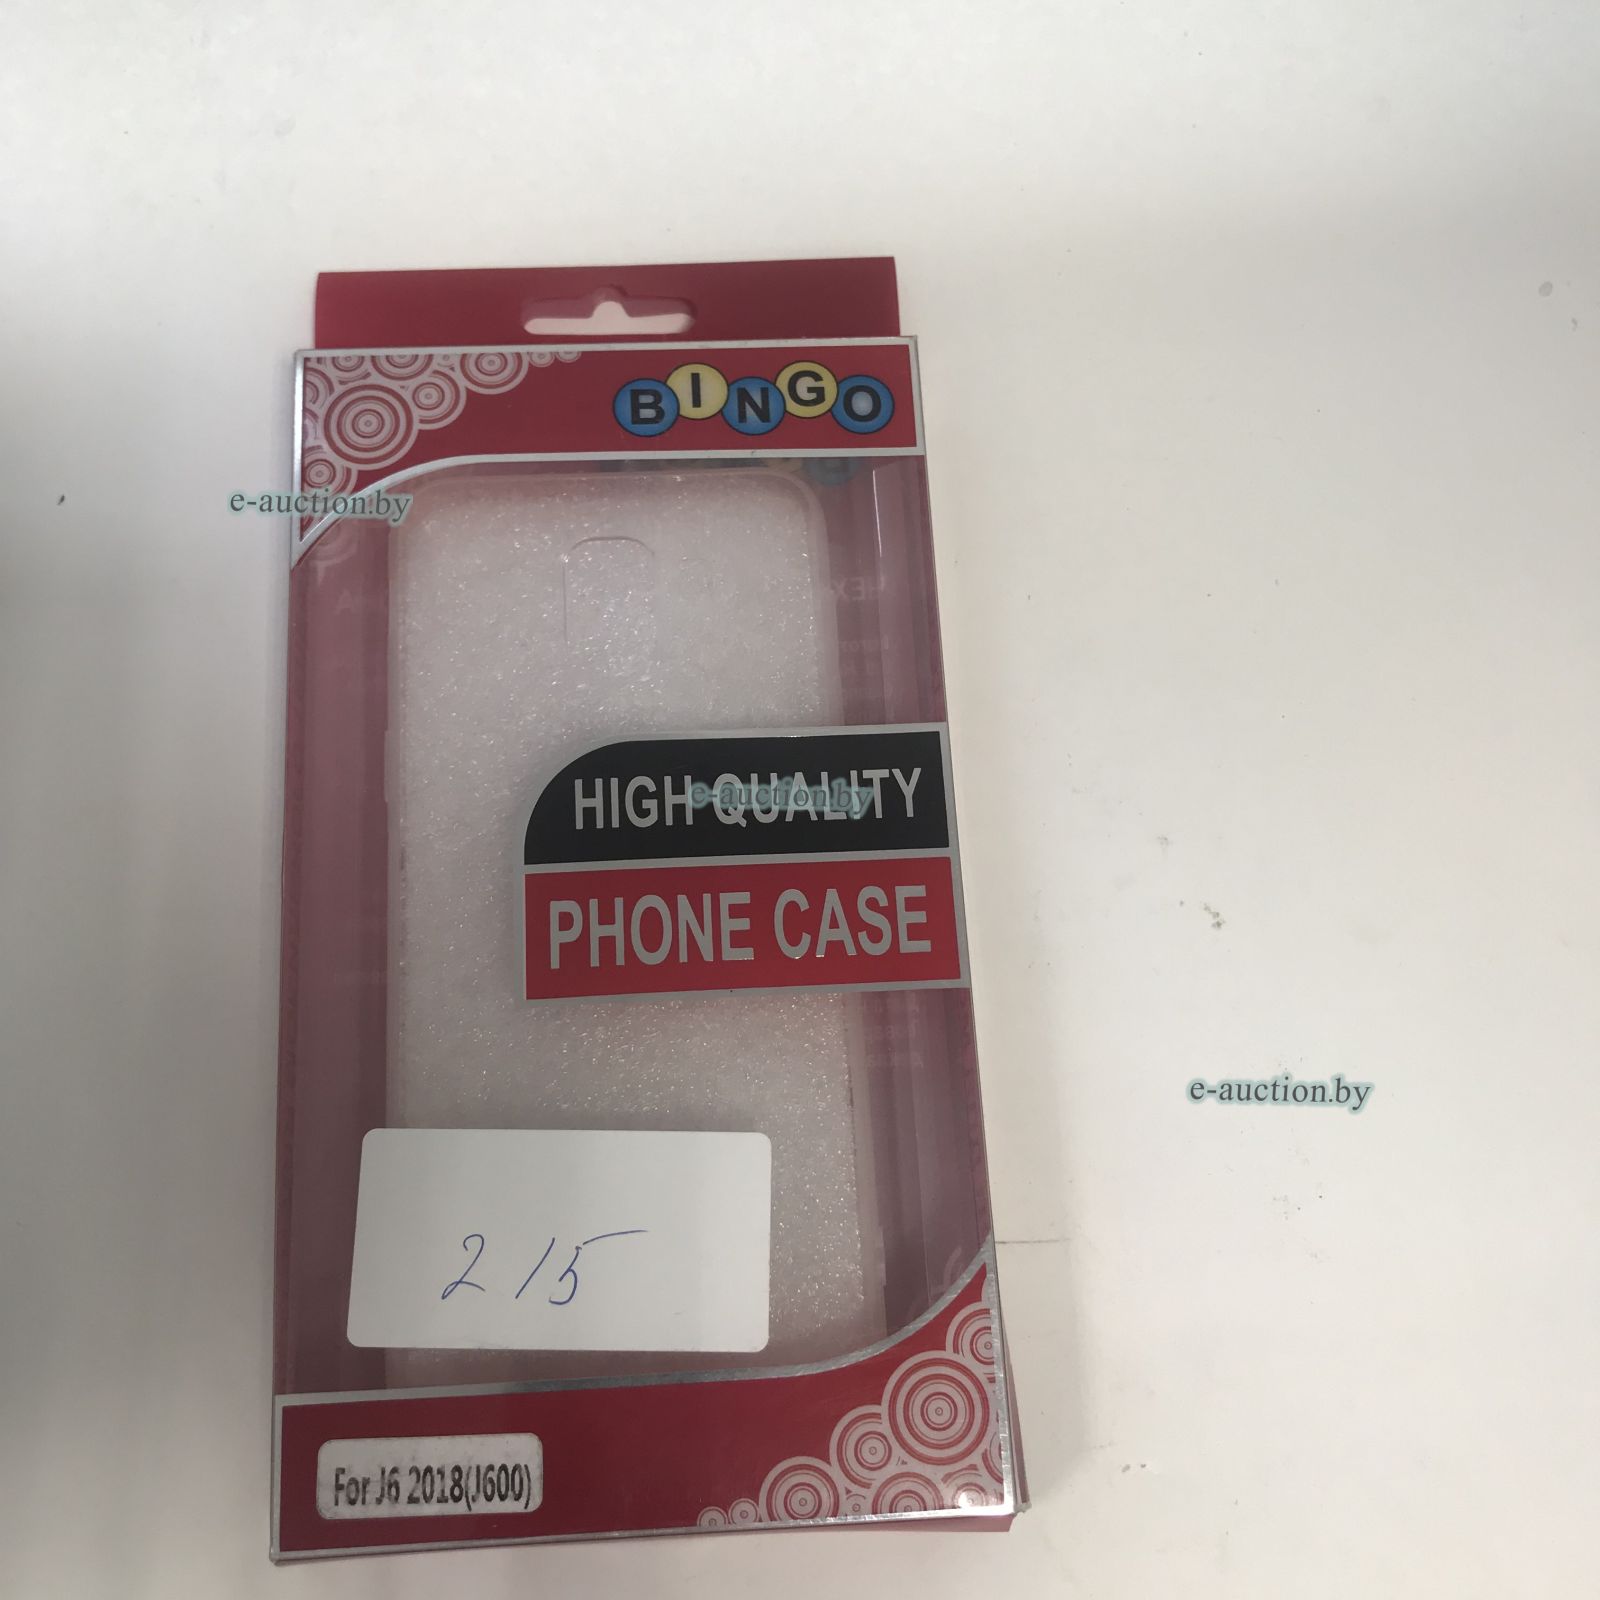 BINGO
e-auction.by
HIGH QUALITY
e-auction.by
PHONE CASE
e-auction.by
215
For J6 2018(J600)